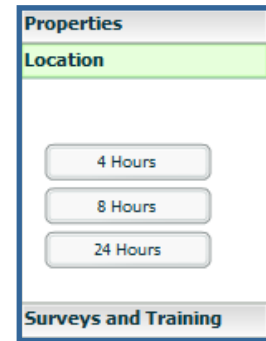 Properties
Location
4 Hours
8 Hours
24 Hours
Surveys and Training